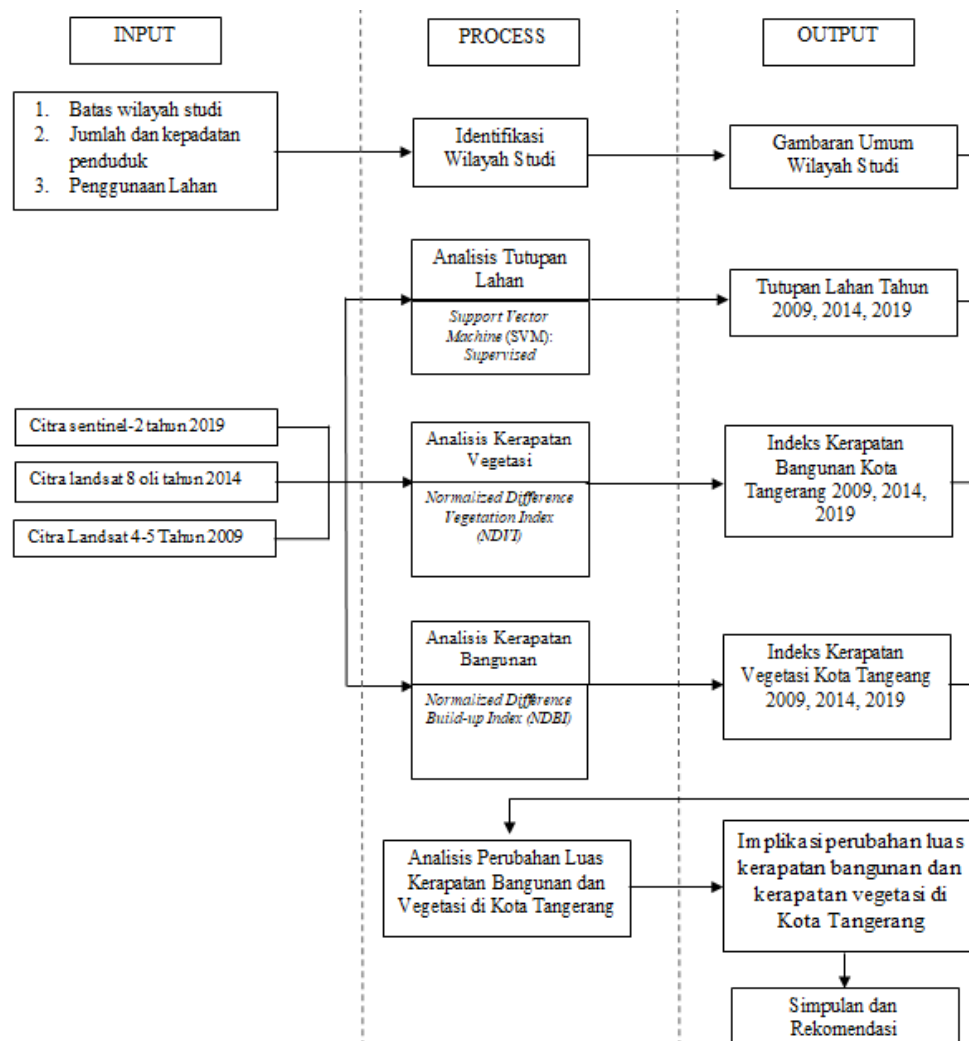 INPUT
PROCESS
OUTPUT
1. Batas wilayah studi
2. Jumlah dan kepadatan
penduduk
3. Penggunaan Lahan
Identifikasi
Wilayah Studi
Gambaran Umum
Wilayah Studi
Analisis Tutupan
Lahan
Support Vector
Machine (SVM):
Supervised
Tutupan Lahan Tahun
2009, 2014, 2019
Citra sentinel-2 tahun 2019
Citra landsat 8 oli tahun 2014
Citra Landsat 4-5 Tahun 2009
Analisis Kerapatan
Vegetasi
Normalized Difference
Vegetation Index
(NDVI)
Indeks Kerapatan
Bangunan Kota
Tangerang 2009, 2014,
2019
Analisis Kerapatan
Bangunan
Normalized Difference
Build-up Index (NDBI)
Indeks Kerapatan
Vegetasi Kota Tangeang
2009, 2014, 2019
Analisis Perubahan Luas
Kerapatan Bangunan dan
Vegetasi di Kota Tangerang
Implikasi perubahan luas
kerapatan bangunan dan
kerapatan vegetasi di
Kota Tangerang
Simpulan dan
Rekomendasi